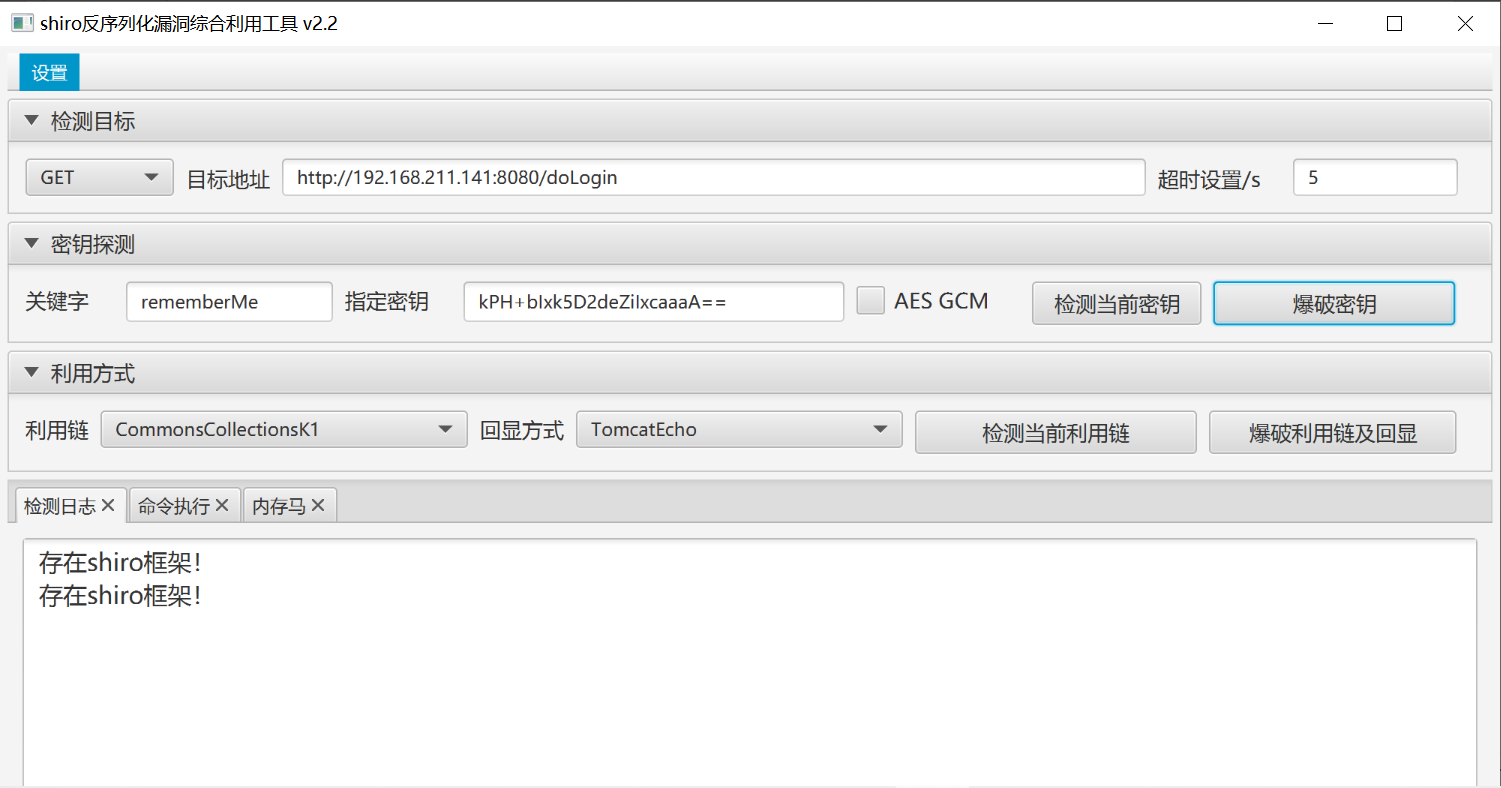 shiro反序列化漏洞综合利用工具 v2.2
设置
检测目标
GET 目标地址 http://192.168.211.141:8080/doLogin 超时设置/s 5
密钥探测
关键字 rememberMe 指定密钥 kPH+bIxk5D2deZiIxcaaaA== AES GCM 检测当前密钥 爆破密钥
利用方式
利用链 CommonsCollectionsK1 回显方式 TomcatEcho 检测当前利用链 爆破利用链及回显
检测日志 命令执行 内存马
存在shiro框架!
存在shiro框架!